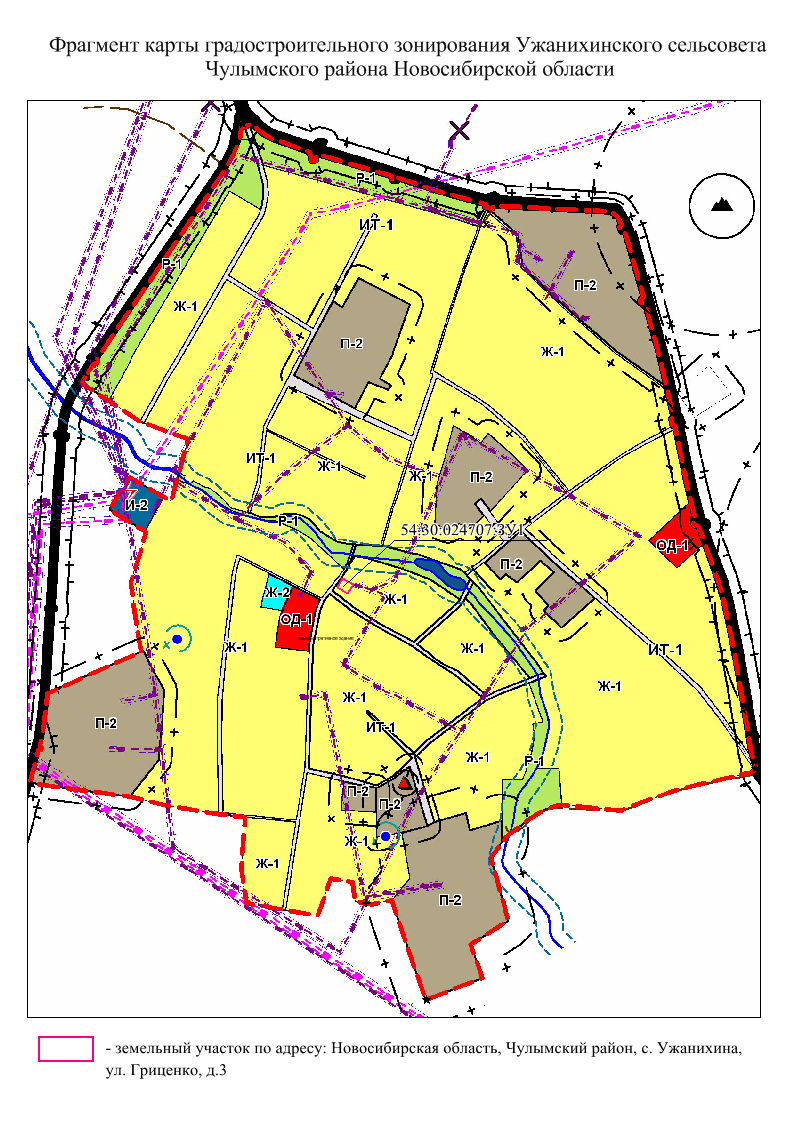 Фрагмент карты градостроительного зонирования Ужанихинского сельсовета
Чулымского района Новосибирской области
Р-1
ИТ-1
Р-1
П-2
Ж-1
П-2
Ж-1
ИТ-1
Ж-1
Ж-1
П-2
И-2
Р-1
54:30:024707:ЗУ1
ОД-1
П-2
Ж-2
Ж-1
ОД-1
Ж-1
Ж-1
ИТ-1
Ж-1
Ж-1
П-2
ИТ-1
Ж-1
Р-1
П-2
П-2
Ж-1
Ж-1
П-2
- земельный участок по адресу: Новосибирская область, Чулымский район, с. Ужанихина,
ул. Гриценко, д.3